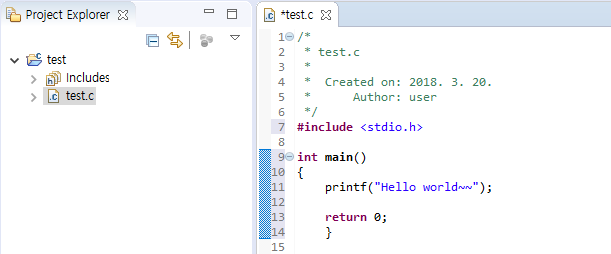 Project Explorer
test
Includes
test.c
*test.c
1 /*
2  * test.c
3  *
4  *  Created on: 2018. 3. 20.
5  *      Author: user
6  */
7 #include <stdio.h>
8
9 int main()
10 {
11     printf("Hello world~~");
12
13     return 0;
14     }
15